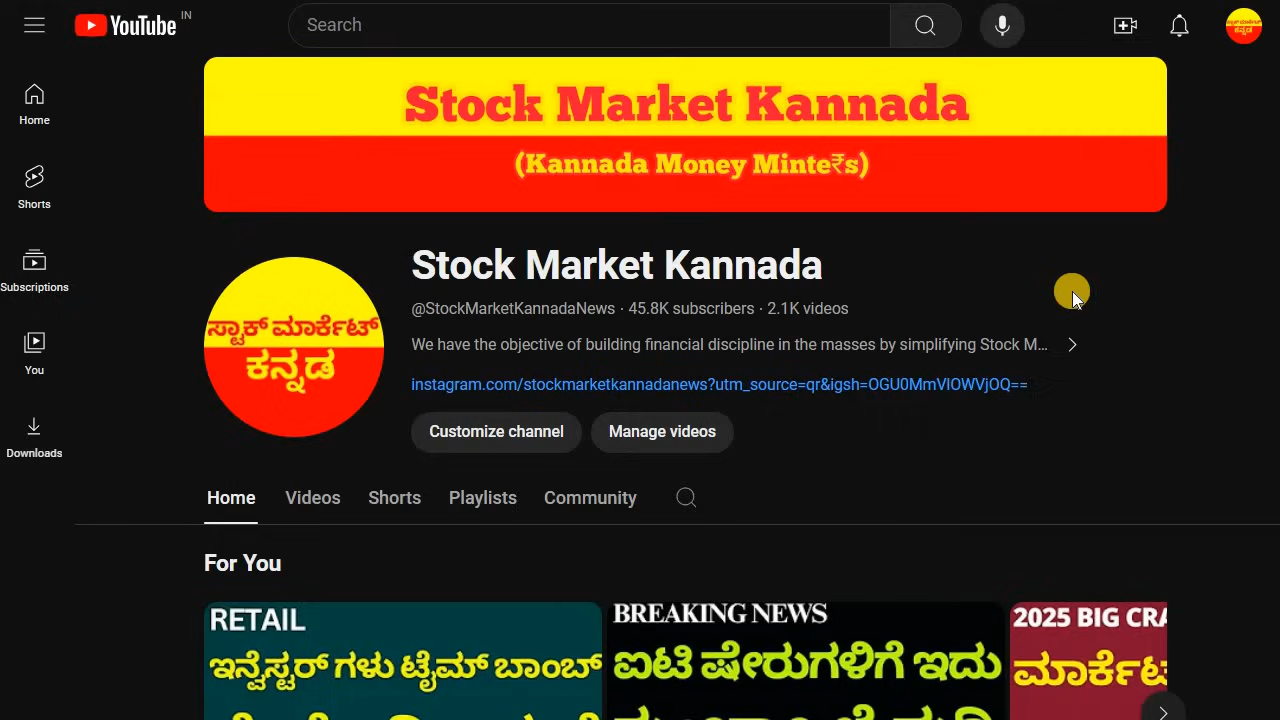 YouTube IN
Search
Stock Market Kannada
(Kannada Money Minte₹s)
Home
Shorts
Subscriptions
You
Downloads
ಸ್ಟಾಕ್ ಮಾರ್ಕೆಟ್
ಕನ್ನಡ
Stock Market Kannada
@StockMarketKannadaNews · 45.8K subscribers · 2.1K videos
We have the objective of building financial discipline in the masses by simplifying Stock M...
instagram.com/stockmarketkannadanews?utm_source=qr&igsh=OGU0MmVlOWVjOQ==
Customize channel
Manage videos
Home Videos Shorts Playlists Community
For You
RETAIL
ಇನ್ವೆಸ್ಟರ್ ಗಳು ಟೈಮ್ ಬಾಂಬ್
BREAKING NEWS
ಐಟಿ ಷೇರುಗಳಿಗೆ ಇದು
2025 BIG CRA
ಮಾರ್ಕೆಟ